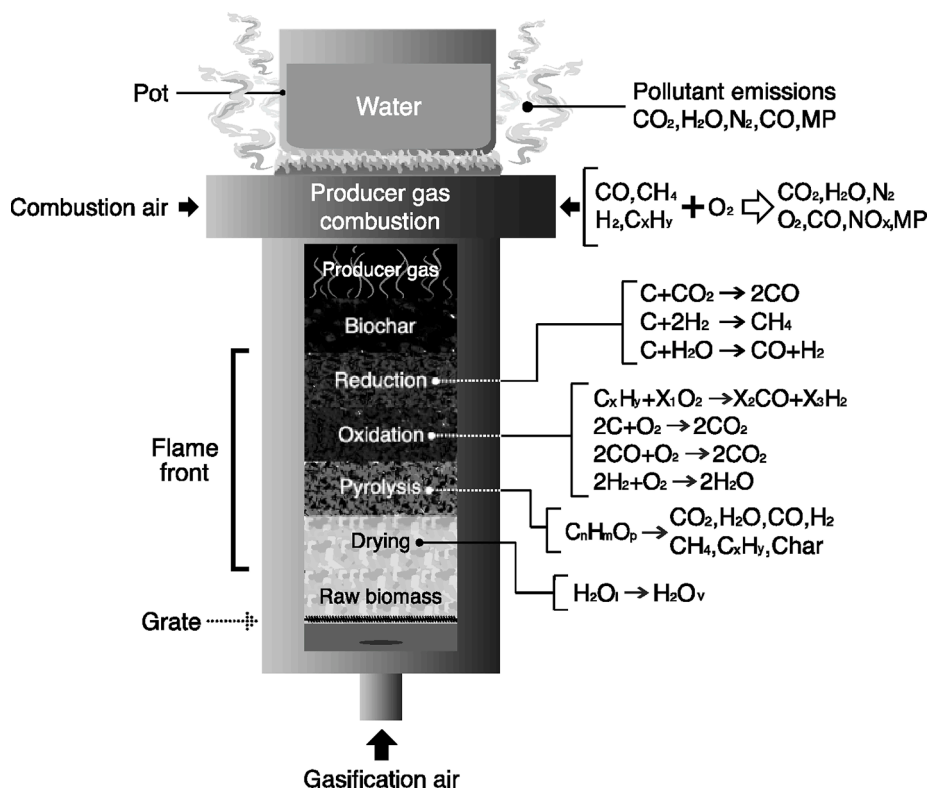 Pot
Water
Pollutant emissions
CO₂,H₂O,N₂,CO,MP
Combustion air
Producer gas
combustion
CO,CH₄
H₂,CxHy
+ O₂
CO₂,H₂O,N₂
O₂,CO,NOx,MP
Producer gas
Biochar
Reduction
Oxidation
Pyrolysis
Drying
Raw biomass
Flame
front
Grate
Gasification air
C+CO₂→2CO
C+2H₂→CH₄
C+H₂O→CO+H₂
CxHy+X₁O₂→X₂CO+X₃H₂
2C+O₂→2CO₂
2CO+O₂→2CO₂
2H₂+O₂→2H₂O
CnHmOp→
CO₂,H₂O,CO,H₂
CH₄,CxHy,Char
H₂Ol→H₂Ov